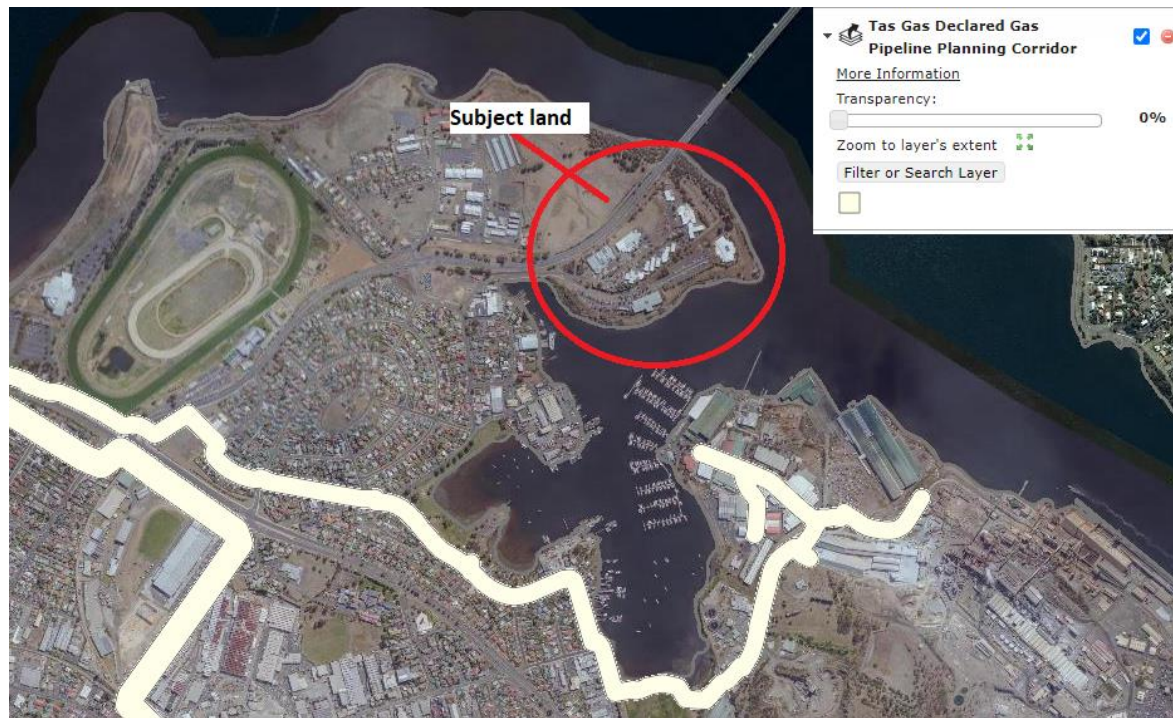 Tas Gas Declared Gas
Pipeline Planning Corridor
More Information
Transparency:
0%
Zoom to layer's extent
Filter or Search Layer
Subject land